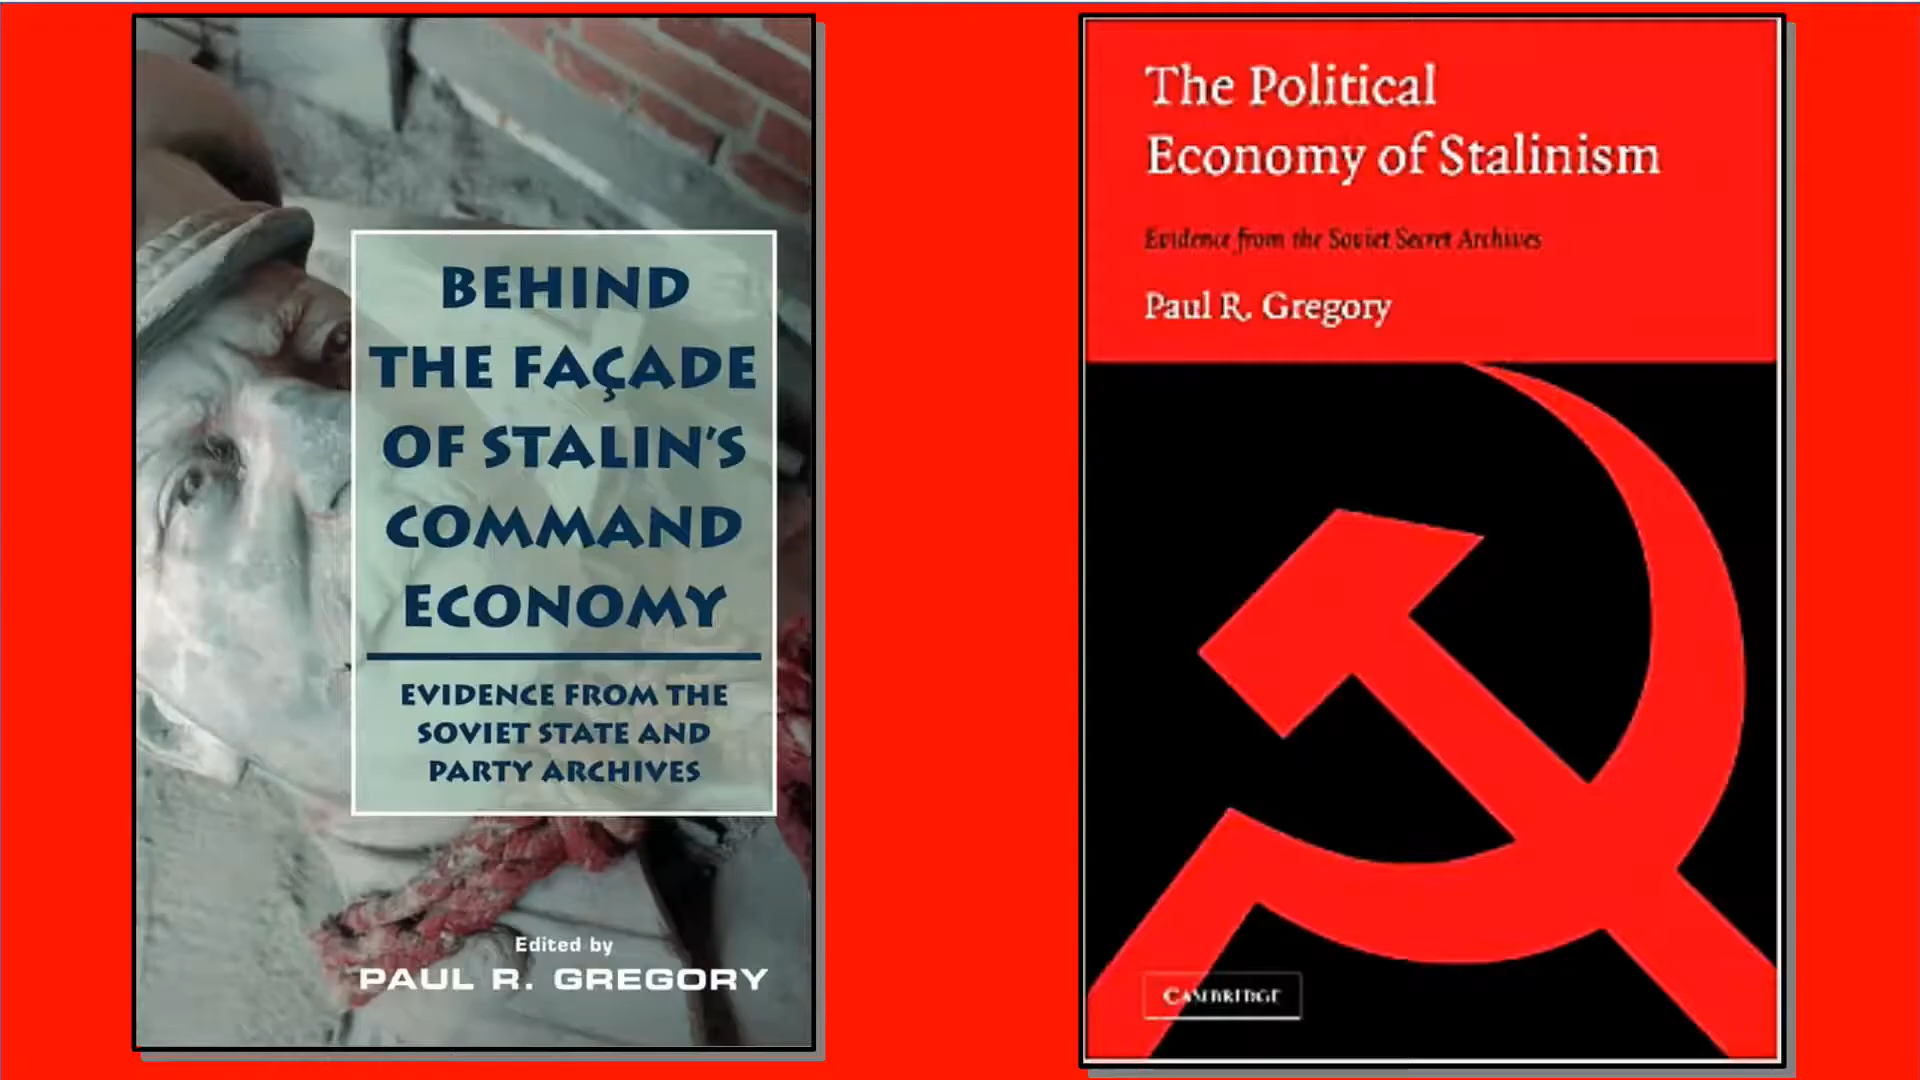 BEHIND
THE FAÇADE
OF STALIN'S
COMMAND
ECONOMY
EVIDENCE FROM THE
SOVIET STATE AND
PARTY ARCHIVES
Edited by
PAUL R. GREGORY
The Political
Economy of Stalinism
Evidence from the Soviet Secret Archives
Paul R. Gregory
CAMBRIDGE